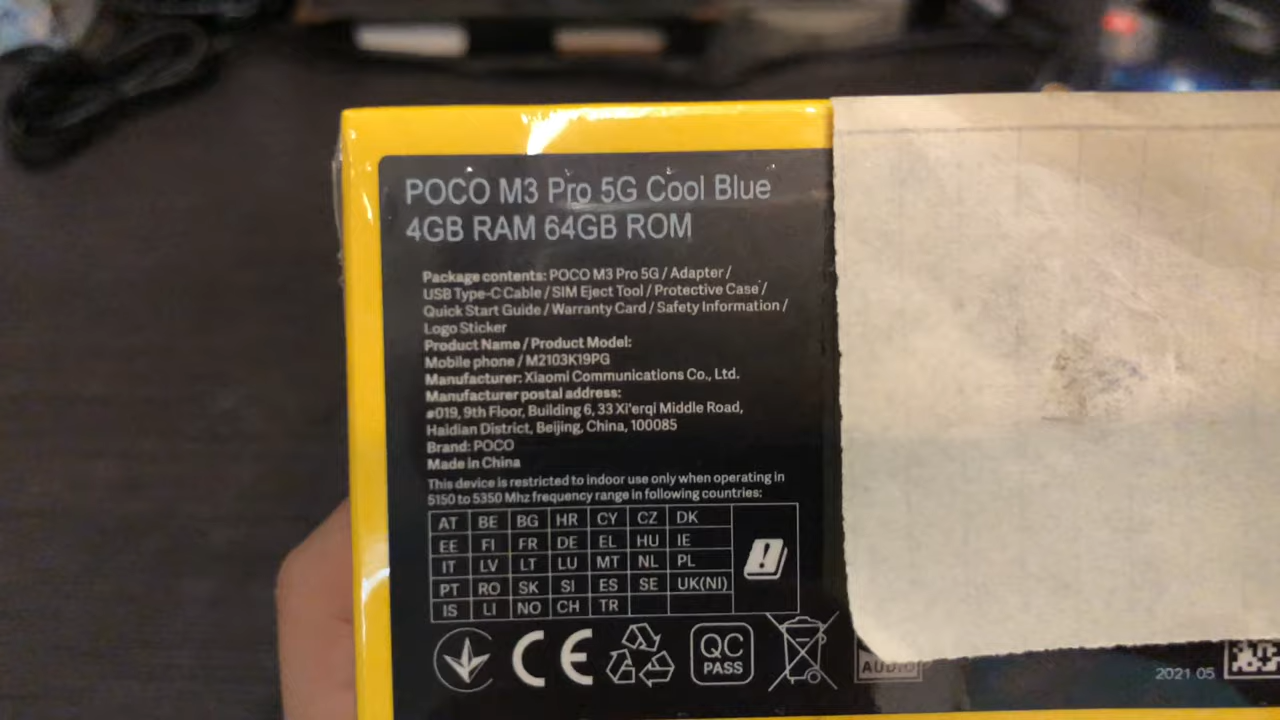 POCO M3 Pro 5G Cool Blue
4GB RAM 64GB ROM
Package contents: POCO M3 Pro 5G / Adapter /
USB Type-C Cable / SIM Eject Tool / Protective Case /
Quick Start Guide / Warranty Card / Safety Information /
Logo Sticker
Product Name / Product Model:
Mobile phone / M2103K19PG
Manufacturer: Xiaomi Communications Co., Ltd.
Manufacturer postal address:
#019, 9th Floor, Building 6, 33 Xi'erqi Middle Road,
Haidian District, Beijing, China, 100085
Brand: POCO
Made in China
This device is restricted to indoor use only when operating in
5150 to 5350 Mhz frequency range in following countries:
AT BE BG HR CY CZ DK
EE FI FR DE EL HU IE
IT LV LT LU MT NL PL
PT RO SK SI ES SE UK(NI)
IS LI NO CH TR
CE QC PASS AUDIO
2021 05